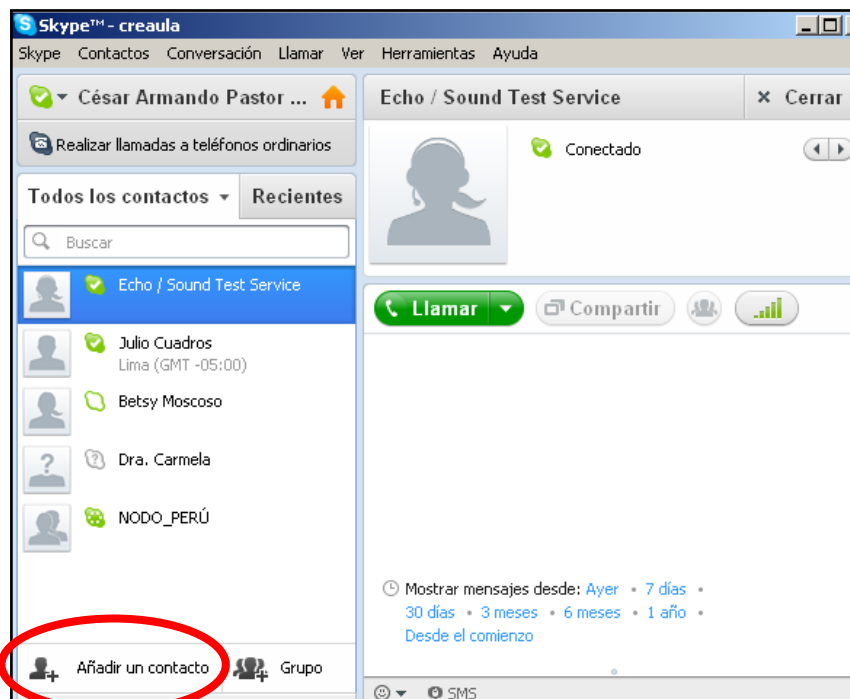 Skype™ - creaula
Skype Contactos Conversación Llamar Ver Herramientas Ayuda
César Armando Pastor ...
Realizar llamadas a teléfonos ordinarios
Todos los contactos Recientes
Buscar
Echo / Sound Test Service
Julio Cuadros
Lima (GMT -05:00)
Betsy Moscoso
Dra. Carmela
NODO_PERÚ
Añadir un contacto Grupo
Echo / Sound Test Service × Cerrar
Conectado
Llamar Compartir
Mostrar mensajes desde: Ayer • 7 días •
30 días • 3 meses • 6 meses • 1 año •
Desde el comienzo
SMS